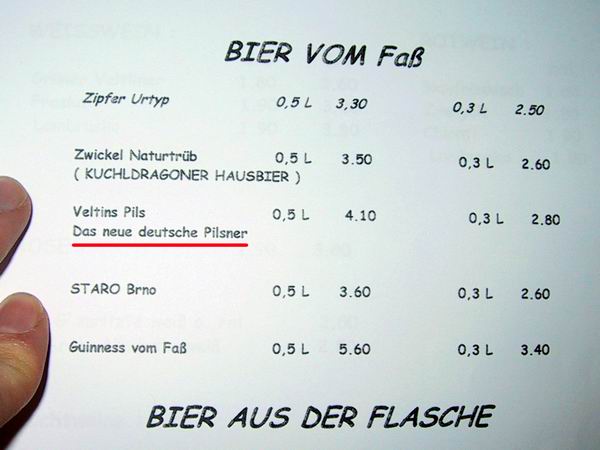 BIER VOM Faß
Zipfer Urtyp 0,5 L 3,30 0,3 L 2.50
Zwickel Naturtrüb 0,5 L 3.50 0,3 L 2.60
( KUCHLDRAGONER HAUSBIER )
Veltins Pils 0,5 L 4.10 0,3 L 2.80
Das neue deutsche Pilsner
STARO Brno 0,5 L 3.60 0,3 L 2.60
Guinness vom Faß 0,5 L 5.60 0,3 L 3.40
BIER AUS DER FLASCHE